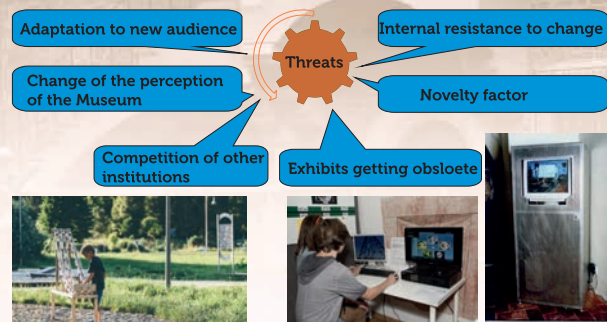 Adaptation to new audience
Threats
Internal resistance to change
Change of the perception
of the Museum
Novelty factor
Competition of other
institutions
Exhibits getting obsloete